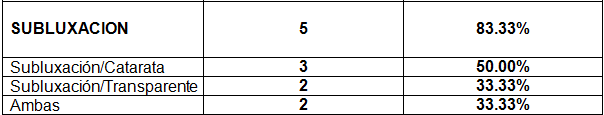 SUBLUXACION 5 83.33%
Subluxación/Catarata 3 50.00%
Subluxación/Transparente 2 33.33%
Ambas 2 33.33%